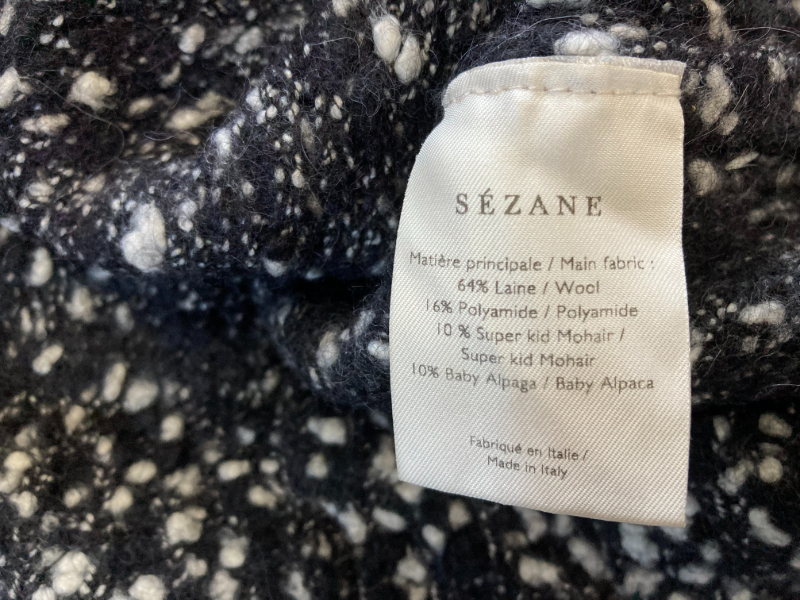 SÉZANE
Matière principale / Main fabric :
64% Laine / Wool
16% Polyamide / Polyamide
10 % Super kid Mohair /
Super kid Mohair
10% Baby Alpaga / Baby Alpaca
Fabriqué en Italie /
Made in Italy